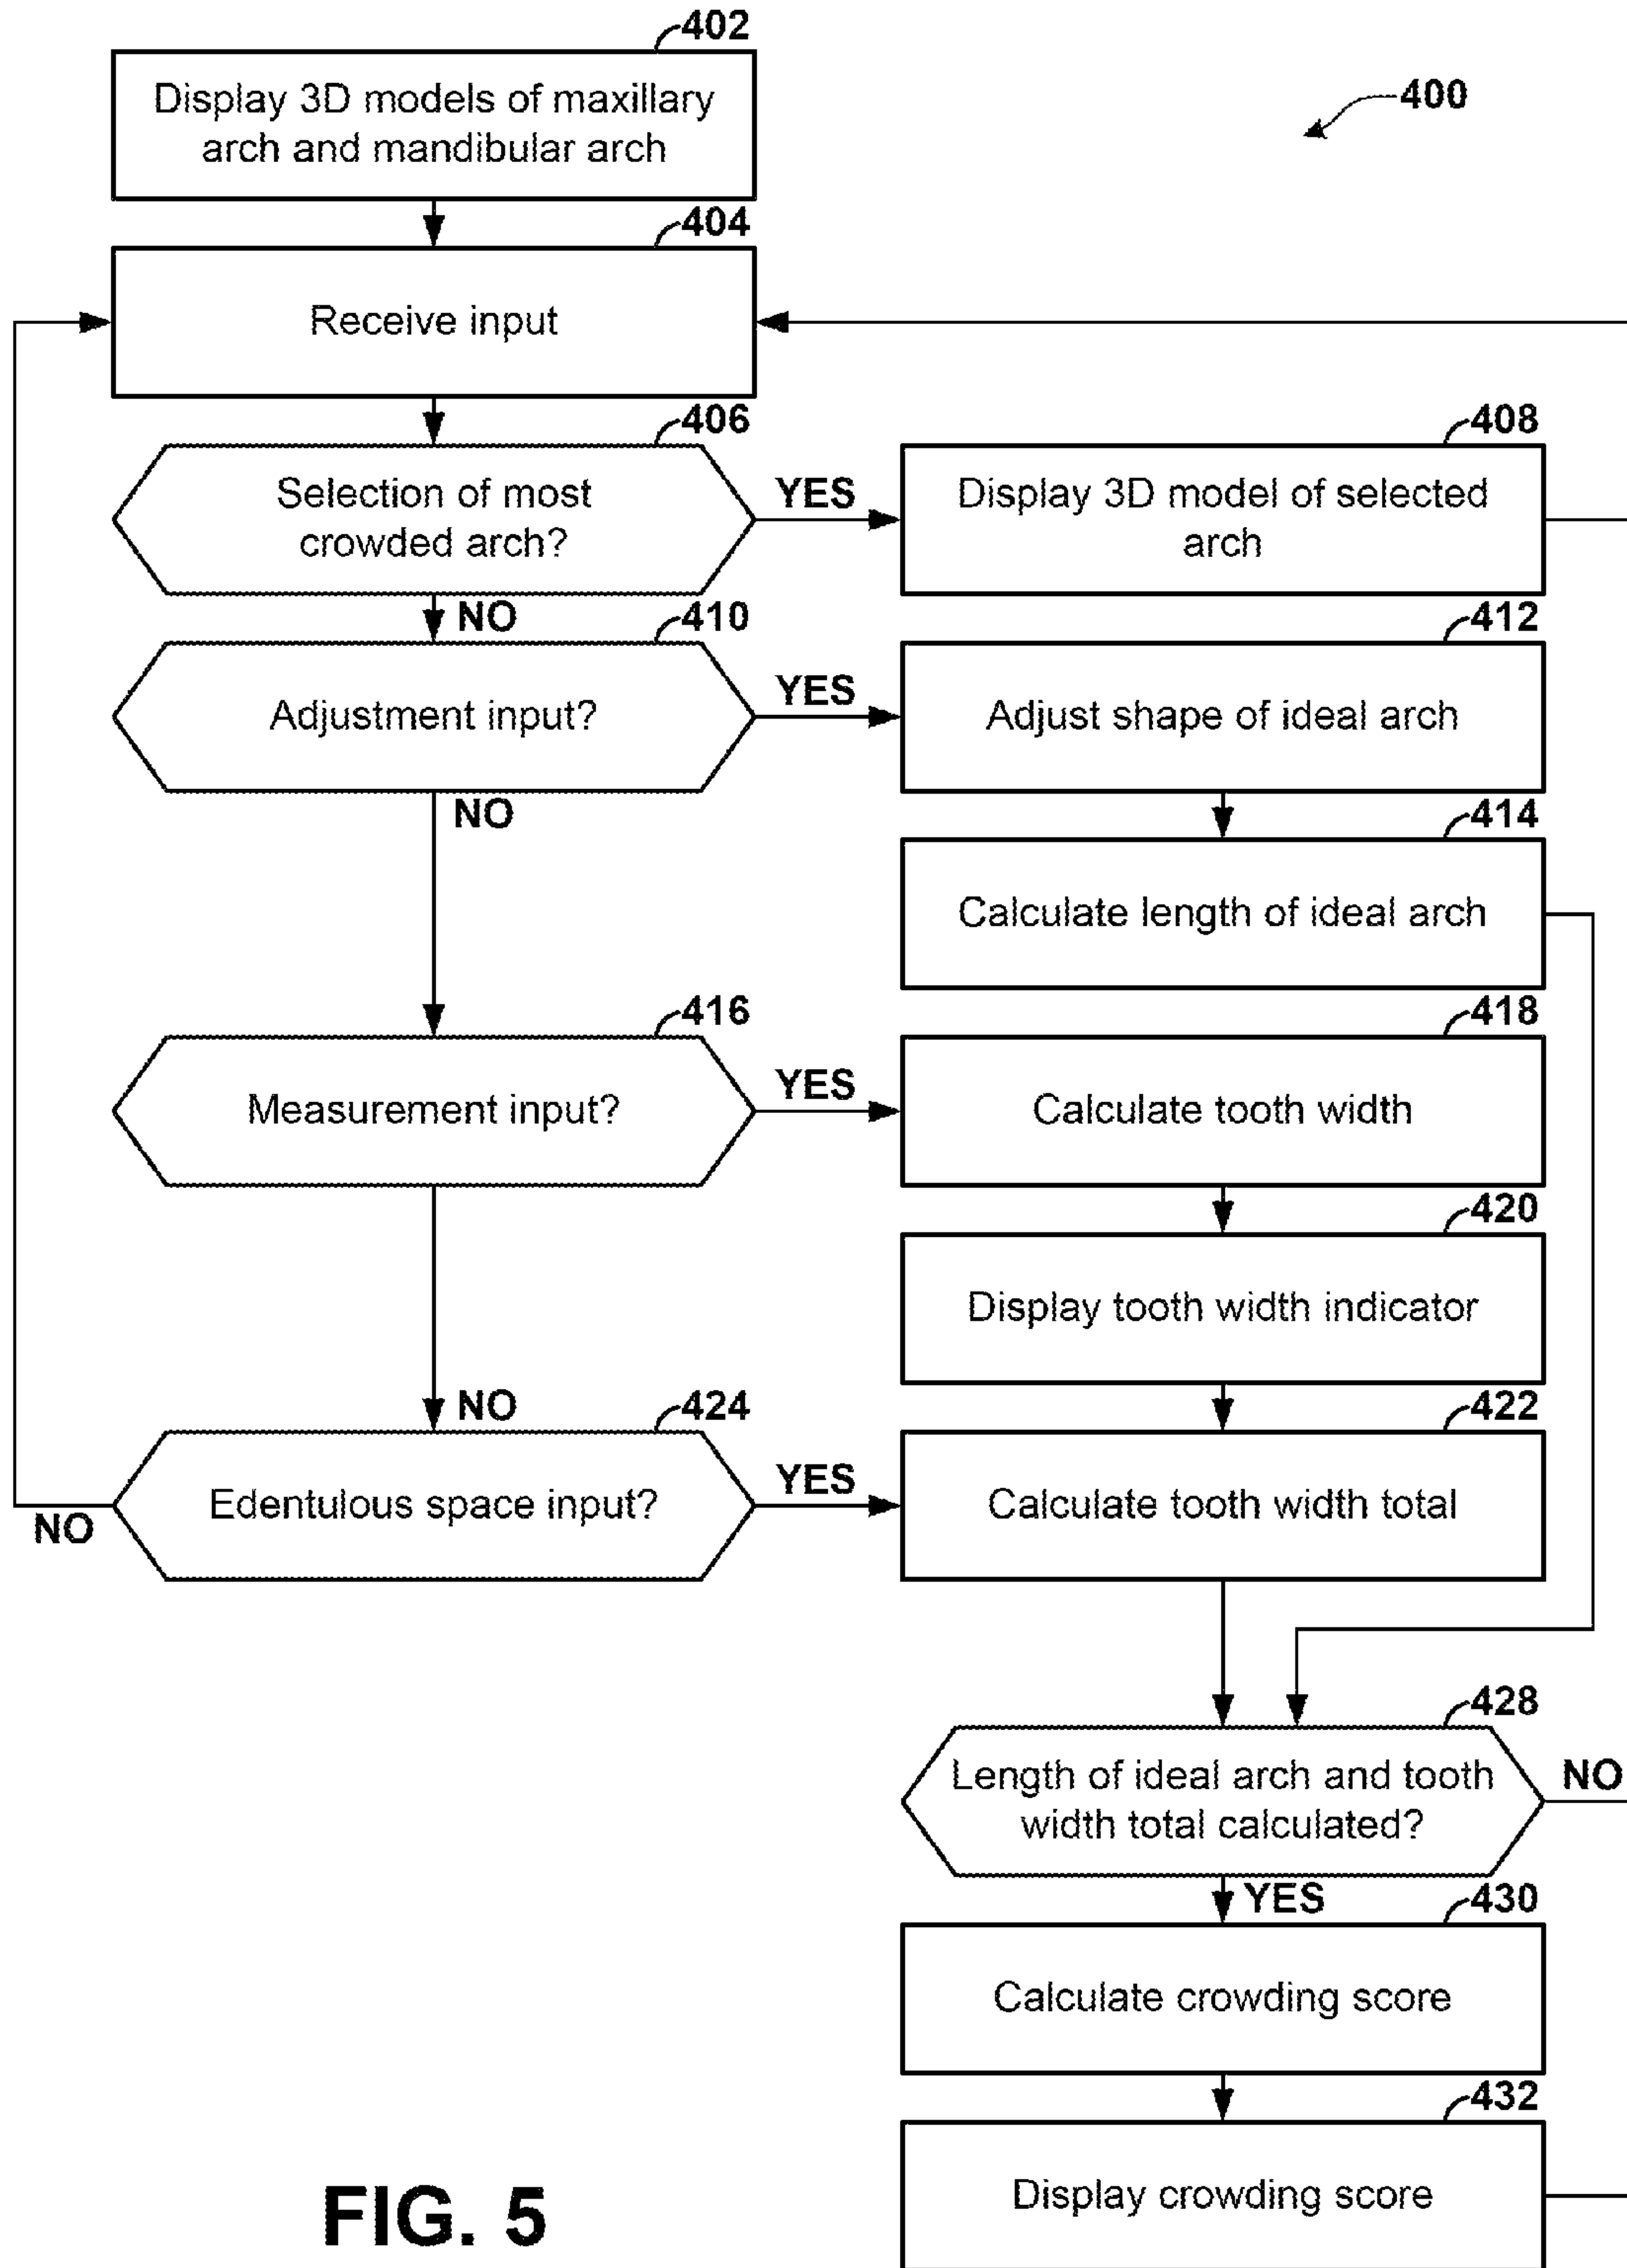 402
Display 3D models of maxillary
arch and mandibular arch
400
404
Receive input
406
Selection of most
crowded arch?
YES
408
Display 3D model of selected
arch
NO
410
Adjustment input?
YES
412
Adjust shape of ideal arch
NO
414
Calculate length of ideal arch
416
Measurement input?
YES
418
Calculate tooth width
420
Display tooth width indicator
NO
424
Edentulous space input?
YES
NO
422
Calculate tooth width total
428
Length of ideal arch and tooth
width total calculated?
NO
YES
430
Calculate crowding score
432
Display crowding score
FIG. 5